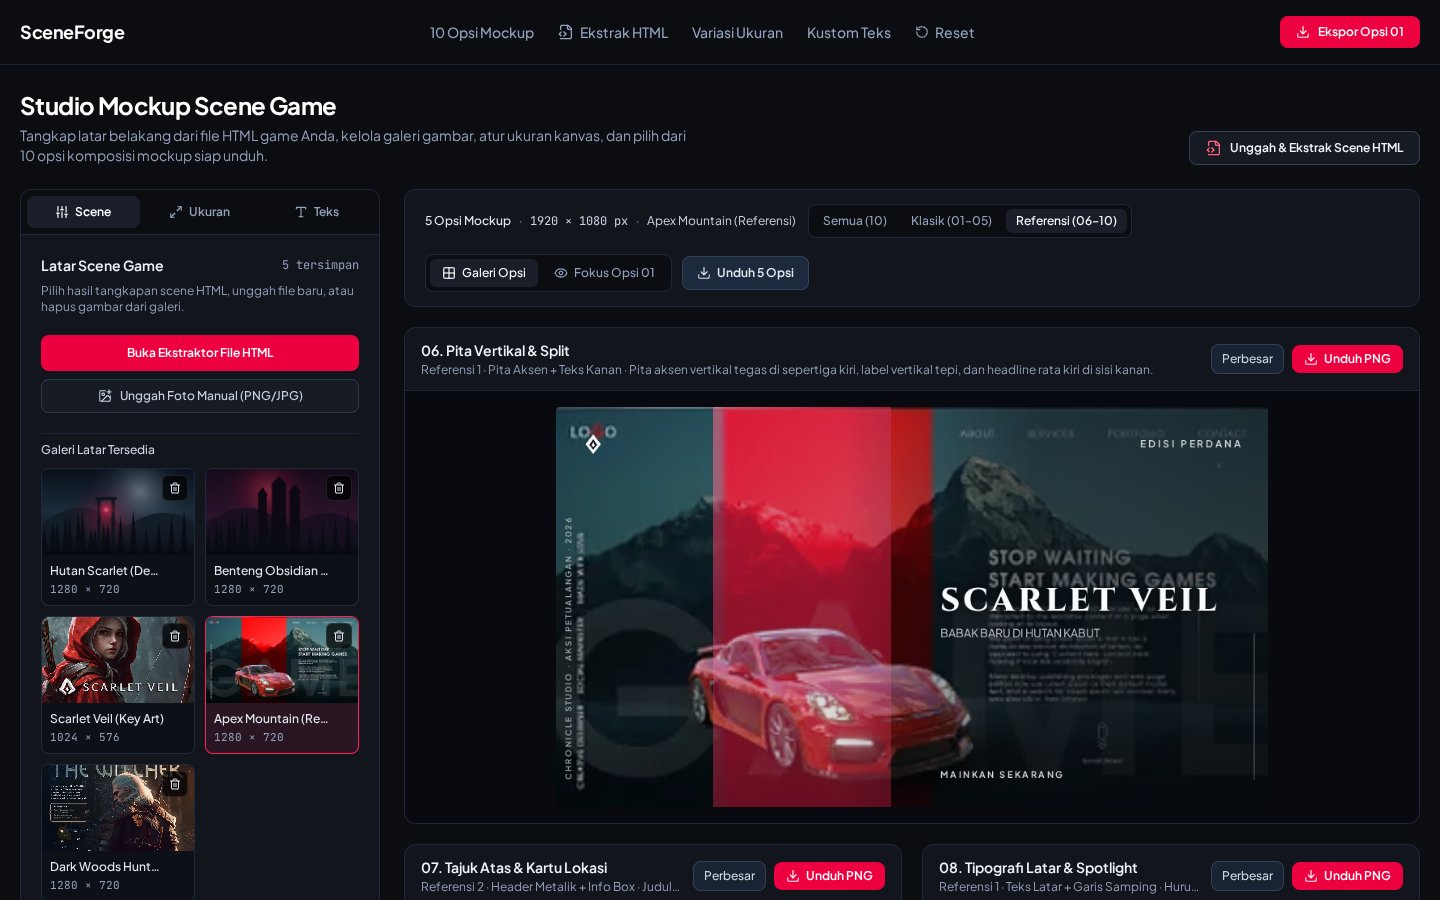 SceneForge
10 Opsi Mockup
Ekstrak HTML
Variasi Ukuran
Kustom Teks
Reset
Ekspor Opsi 01
Studio Mockup Scene Game
Tangkap latar belakang dari file HTML game Anda, kelola galeri gambar, atur ukuran kanvas, dan pilih dari
10 opsi komposisi mockup siap unduh.
Unggah & Ekstrak Scene HTML
Scene
Ukuran
Teks
Latar Scene Game
5 tersimpan
Pilih hasil tangkapan scene HTML, unggah file baru, atau
hapus gambar dari galeri.
Buka Ekstraktor File HTML
Unggah Foto Manual (PNG/JPG)
Galeri Latar Tersedia
Hutan Scarlet (De...
1280 × 720
Benteng Obsidian ...
1280 × 720
SCARLET VEIL
Scarlet Veil (Key Art)
1024 × 576
STOP WAITING
START MAKING GAMES
Apex Mountain (Re...
1280 × 720
THE WITCHER
Dark Woods Hunt...
1280 × 720
5 Opsi Mockup · 1920 × 1080 px · Apex Mountain (Referensi)
Semua (10)
Klasik (01–05)
Referensi (06–10)
Galeri Opsi
Fokus Opsi 01
Unduh 5 Opsi
06. Pita Vertikal & Split
Referensi 1 · Pita Aksen + Teks Kanan · Pita aksen vertikal tegas di sepertiga kiri, label vertikal tepi, dan headline rata kiri di sisi kanan.
Perbesar
Unduh PNG
ABOUT
SERVICES
PORTFOLIO
CONTACT
EDISI PERDANA
CHRONICLE STUDIO · AKSI PETUALANGAN · 2026
STOP WAITING
START MAKING GAMES
SCARLET VEIL
BABAK BARU DI HUTAN KABUT
MAINKAN SEKARANG
07. Tajuk Atas & Kartu Lokasi
Referensi 2 · Header Metalik + Info Box · Judul...
Perbesar
Unduh PNG
08. Tipografi Latar & Spotlight
Referensi 1 · Teks Latar + Garis Samping · Huru...
Perbesar
Unduh PNG